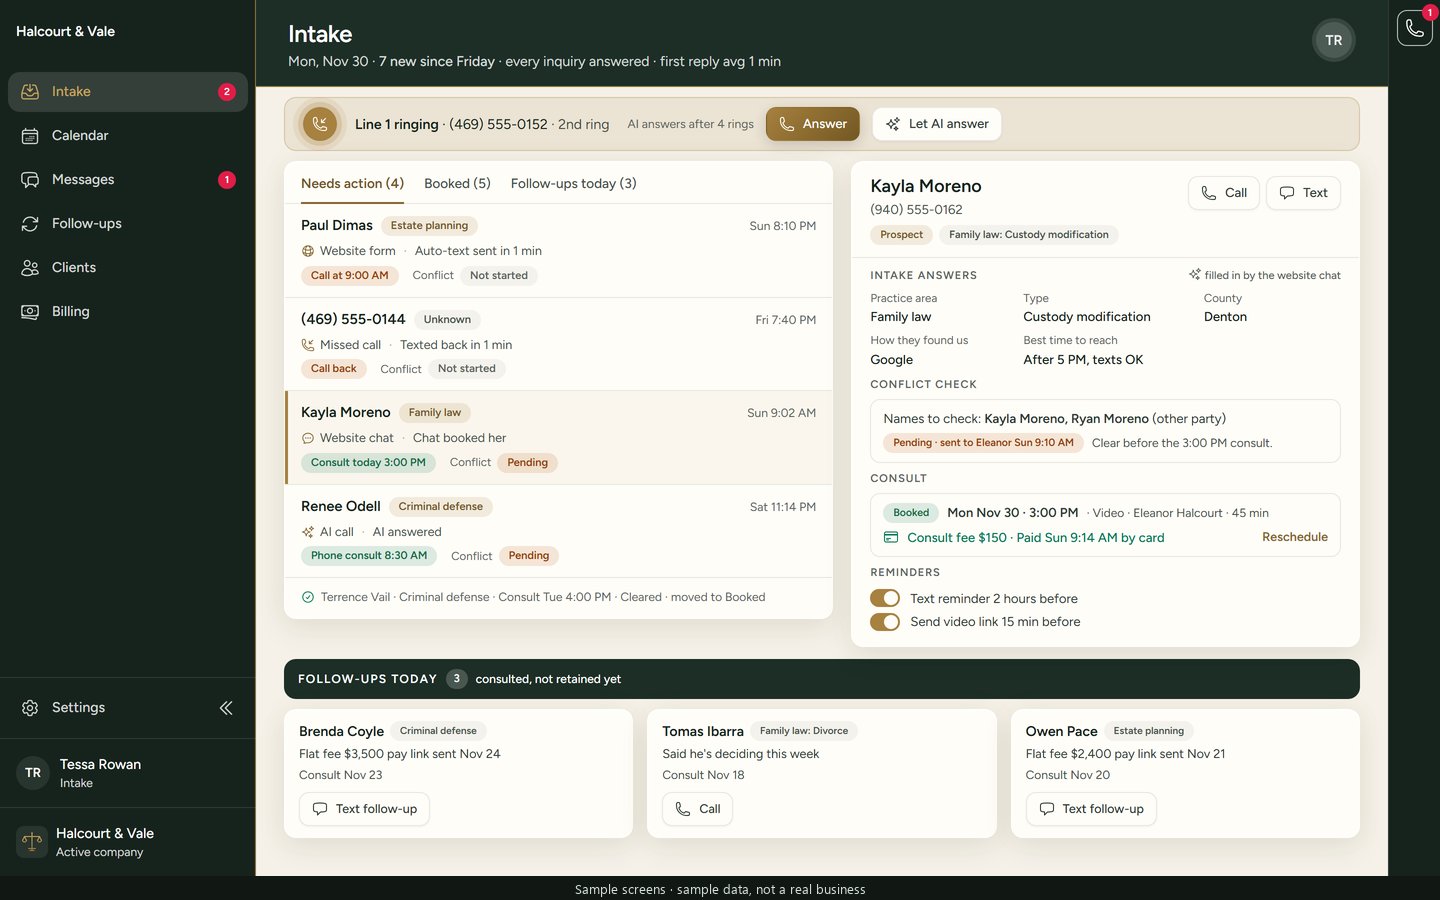 Halcourt & Vale
Intake 2
Calendar
Messages 1
Follow-ups
Clients
Billing
Settings
TR Tessa Rowan
Intake
Halcourt & Vale
Active company
Intake
Mon, Nov 30 · 7 new since Friday · every inquiry answered · first reply avg 1 min
TR
1
Line 1 ringing · (469) 555-0152 · 2nd ring AI answers after 4 rings Answer Let AI answer
Needs action (4) Booked (5) Follow-ups today (3)
Paul Dimas Estate planning Sun 8:10 PM
Website form · Auto-text sent in 1 min
Call at 9:00 AM Conflict Not started
(469) 555-0144 Unknown Fri 7:40 PM
Missed call · Texted back in 1 min
Call back Conflict Not started
Kayla Moreno Family law Sun 9:02 AM
Website chat · Chat booked her
Consult today 3:00 PM Conflict Pending
Renee Odell Criminal defense Sat 11:14 PM
AI call · AI answered
Phone consult 8:30 AM Conflict Pending
Terrence Vail · Criminal defense · Consult Tue 4:00 PM · Cleared · moved to Booked
Kayla Moreno Call Text
(940) 555-0162
Prospect Family law: Custody modification
INTAKE ANSWERS filled in by the website chat
Practice area Type County
Family law Custody modification Denton
How they found us Best time to reach
Google After 5 PM, texts OK
CONFLICT CHECK
Names to check: Kayla Moreno, Ryan Moreno (other party)
Pending · sent to Eleanor Sun 9:10 AM Clear before the 3:00 PM consult.
CONSULT
Booked Mon Nov 30 · 3:00 PM · Video · Eleanor Halcourt · 45 min
Consult fee $150 · Paid Sun 9:14 AM by card Reschedule
REMINDERS
Text reminder 2 hours before
Send video link 15 min before
FOLLOW-UPS TODAY 3 consulted, not retained yet
Brenda Coyle Criminal defense
Flat fee $3,500 pay link sent Nov 24
Consult Nov 23
Text follow-up
Tomas Ibarra Family law: Divorce
Said he's deciding this week
Consult Nov 18
Call
Owen Pace Estate planning
Flat fee $2,400 pay link sent Nov 21
Consult Nov 20
Text follow-up
Sample screens · sample data, not a real business